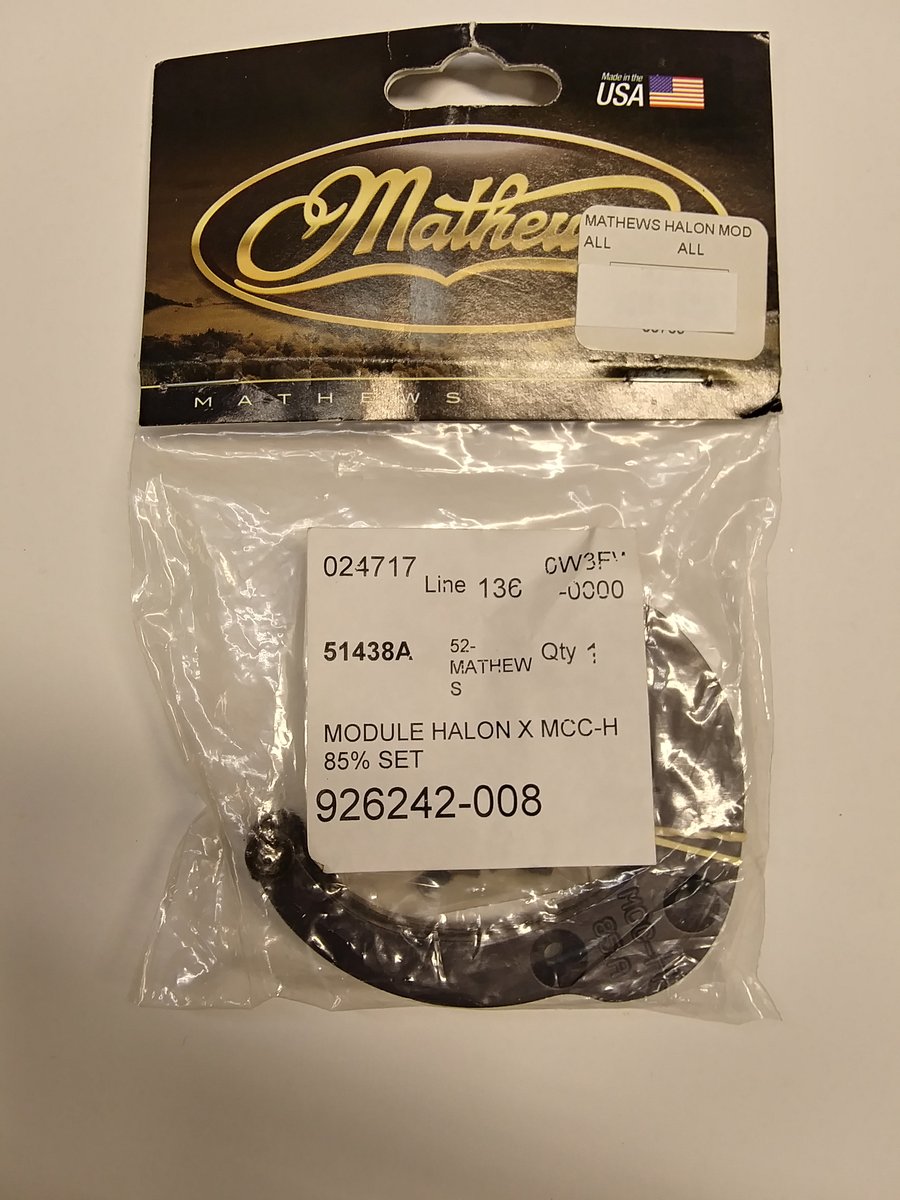 Made in the
USA
Mathews
MATHEWS HALON MOD
ALL ALL
MATHEWS
024717 Line 136 -0000
51438A 52-
MATHEW
S
Qty 1
MODULE HALON X MCC-H
85% SET
926242-008